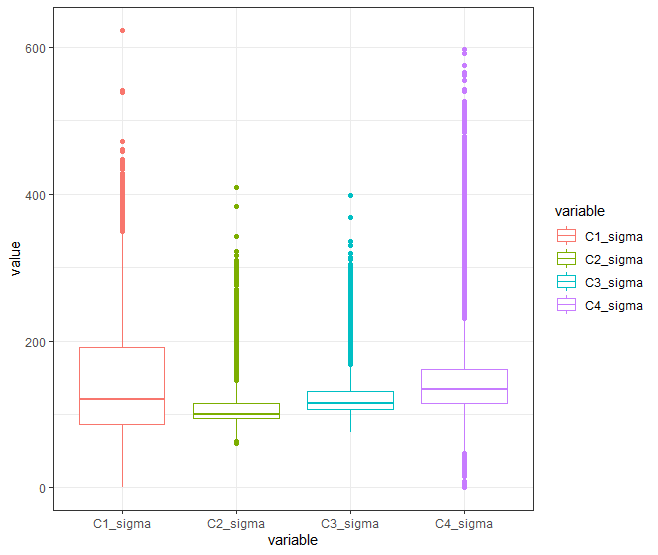 600
400
200
0
value
C1_sigma
C2_sigma
C3_sigma
C4_sigma
variable
variable
C1_sigma
C2_sigma
C3_sigma
C4_sigma